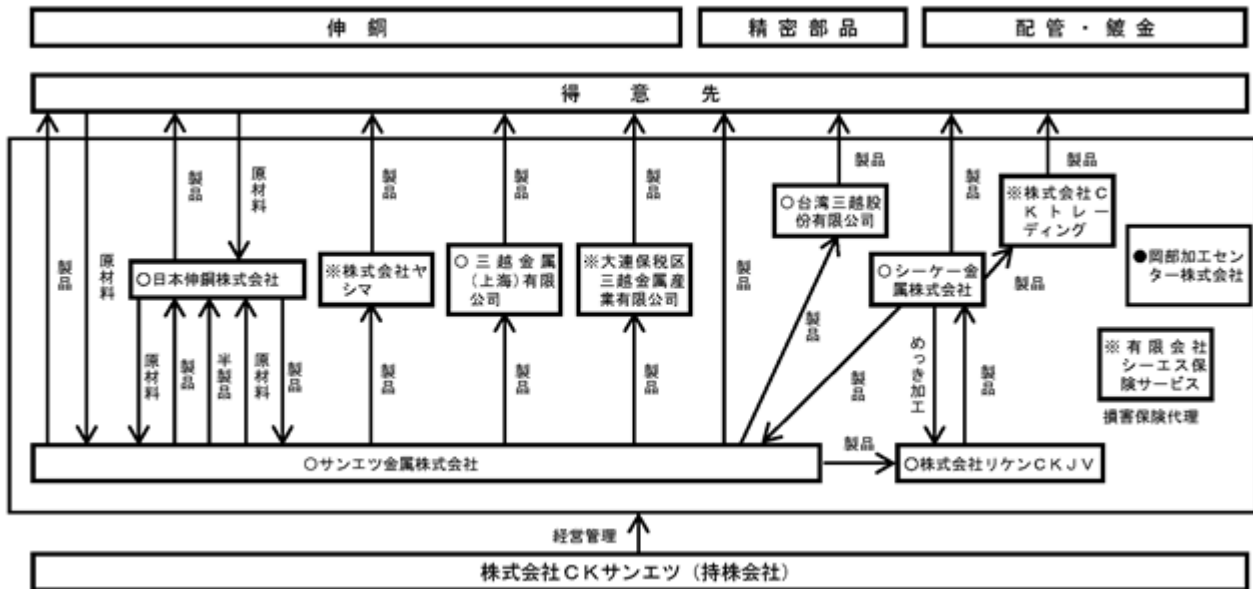 伸銅
精密部品
配管・鍍金
得意先
製品
原材料
製品
原材料
製品
製品
製品
製品
製品
製品
製品
○台湾三越股
份有限公司
※株式会社C
Kトレー
ディング
●岡部加工セン
ター株式会社
○日本伸銅株式会社
※株式会社ヤ
シマ
○三越金属
(上海)有限
公司
※大連保税区
三越金属産
業有限公司
○シーケー金
属株式会社
製品
原材料
製品
半製品
原材料
製品
製品
製品
製品
製品
製品
めっき加工
製品
※有限会社
シーエス保
険サービス
損害保険代理
○サンエツ金属株式会社
製品
○株式会社リケンCKJV
経営管理
株式会社CKサンエツ(持株会社)